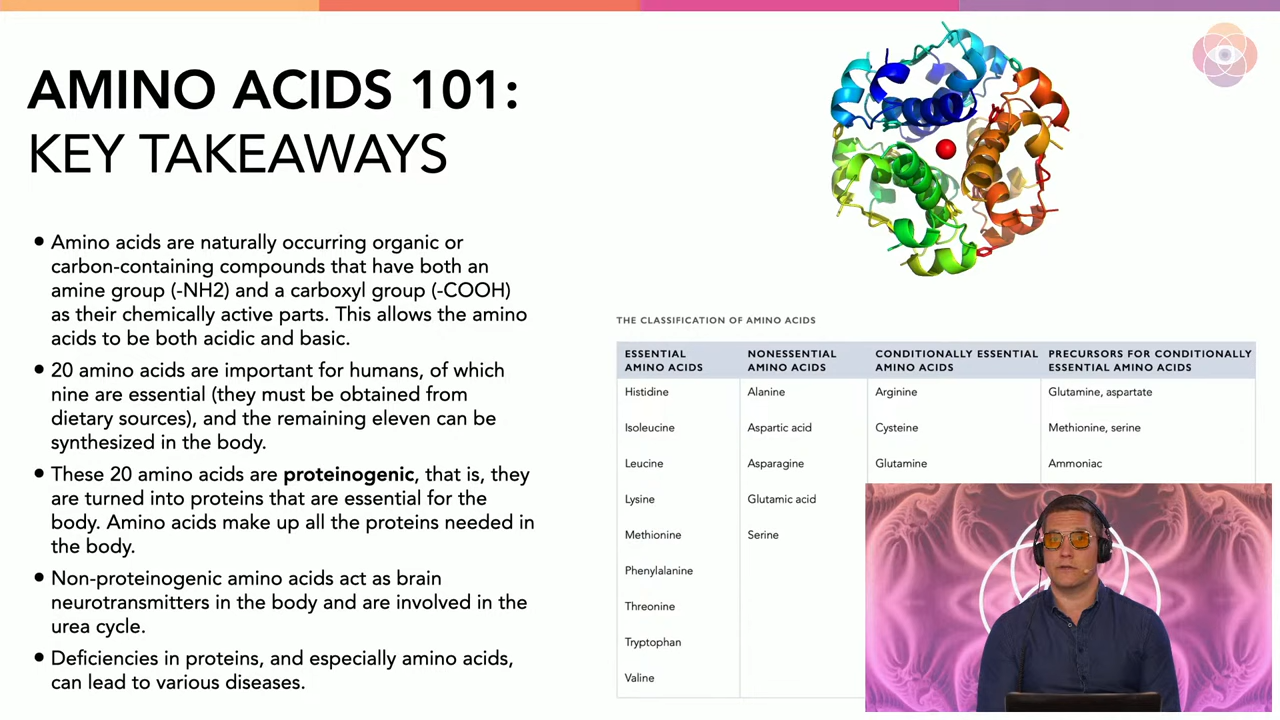 AMINO ACIDS 101:
KEY TAKEAWAYS
• Amino acids are naturally occurring organic or
carbon-containing compounds that have both an
amine group (-NH2) and a carboxyl group (-COOH)
as their chemically active parts. This allows the amino
acids to be both acidic and basic.
• 20 amino acids are important for humans, of which
nine are essential (they must be obtained from
dietary sources), and the remaining eleven can be
synthesized in the body.
• These 20 amino acids are proteinogenic, that is, they
are turned into proteins that are essential for the
body. Amino acids make up all the proteins needed in
the body.
• Non-proteinogenic amino acids act as brain
neurotransmitters in the body and are involved in the
urea cycle.
• Deficiencies in proteins, and especially amino acids,
can lead to various diseases.
THE CLASSIFICATION OF AMINO ACIDS
ESSENTIAL AMINO ACIDS NONESSENTIAL AMINO ACIDS CONDITIONALLY ESSENTIAL AMINO ACIDS PRECURSORS FOR CONDITIONALLY ESSENTIAL AMINO ACIDS
Histidine Alanine Arginine Glutamine, aspartate
Isoleucine Aspartic acid Cysteine Methionine, serine
Leucine Asparagine Glutamine Ammoniac
Lysine Glutamic acid
Methionine Serine
Phenylalanine
Threonine
Tryptophan
Valine